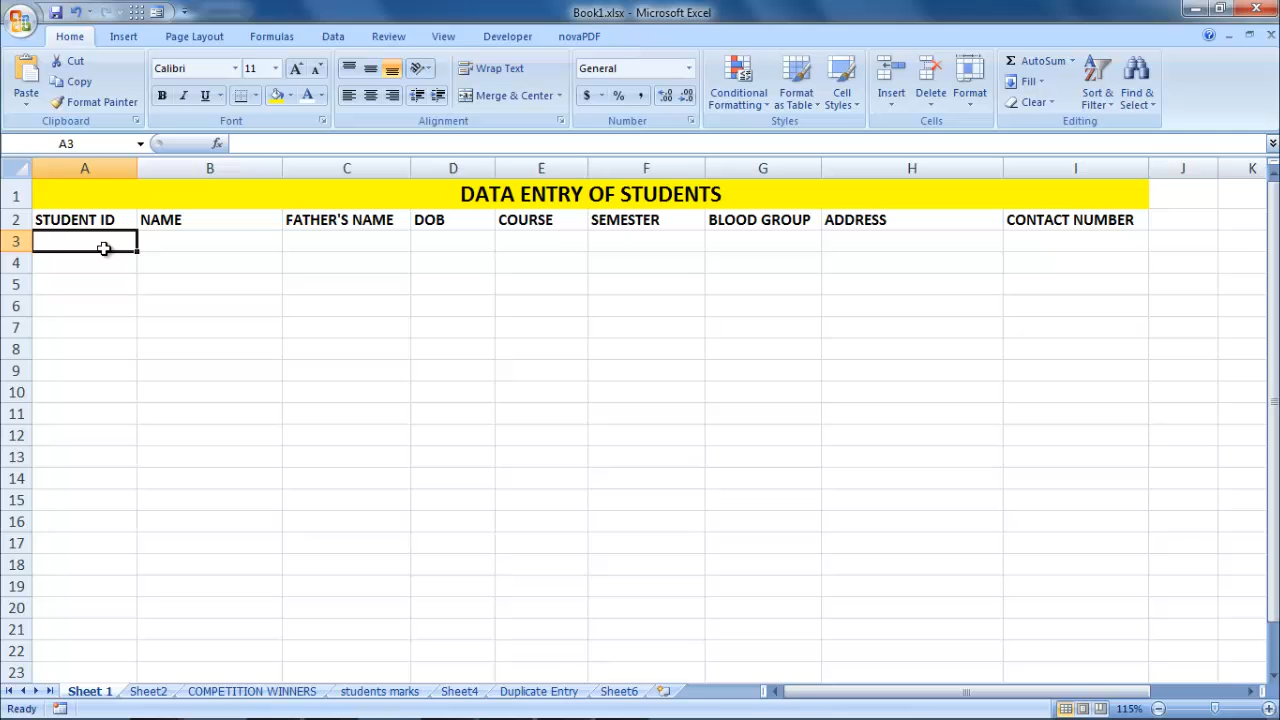 Book1.xlsx - Microsoft Excel
Home Insert Page Layout Formulas Data Review View Developer novaPDF
Paste
Cut
Copy
Format Painter
Clipboard
Calibri 11
B I U
Font
Wrap Text
Merge & Center
Alignment
General
$ % ,
Number
Conditional Formatting
Format as Table
Cell Styles
Styles
Insert Delete Format
Cells
Σ AutoSum
Fill
Clear
Sort & Filter
Find & Select
Editing
A3 fx
A B C D E F G H I J K
1 DATA ENTRY OF STUDENTS
2 STUDENT ID NAME FATHER'S NAME DOB COURSE SEMESTER BLOOD GROUP ADDRESS CONTACT NUMBER
3
4
5
6
7
8
9
10
11
12
13
14
15
16
17
18
19
20
21
22
23
Sheet 1 Sheet2 COMPETITION WINNERS students marks Sheet4 Duplicate Entry Sheet6
Ready 115%